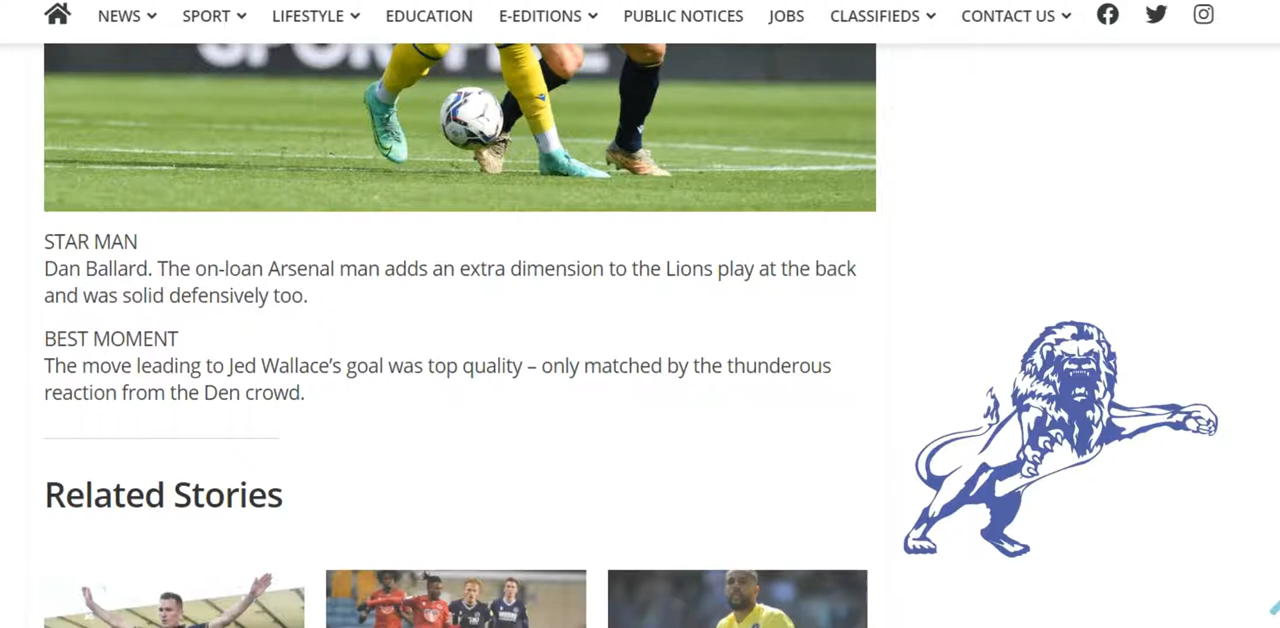 NEWS SPORT LIFESTYLE EDUCATION E-EDITIONS PUBLIC NOTICES JOBS CLASSIFIEDS CONTACT US
STAR MAN
Dan Ballard. The on-loan Arsenal man adds an extra dimension to the Lions play at the back
and was solid defensively too.
BEST MOMENT
The move leading to Jed Wallace’s goal was top quality – only matched by the thunderous
reaction from the Den crowd.
Related Stories